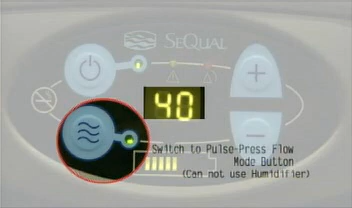 SEQUAL
40
Switch to Pulse-Press Flow
Mode Button
(Can not use Humidifier)